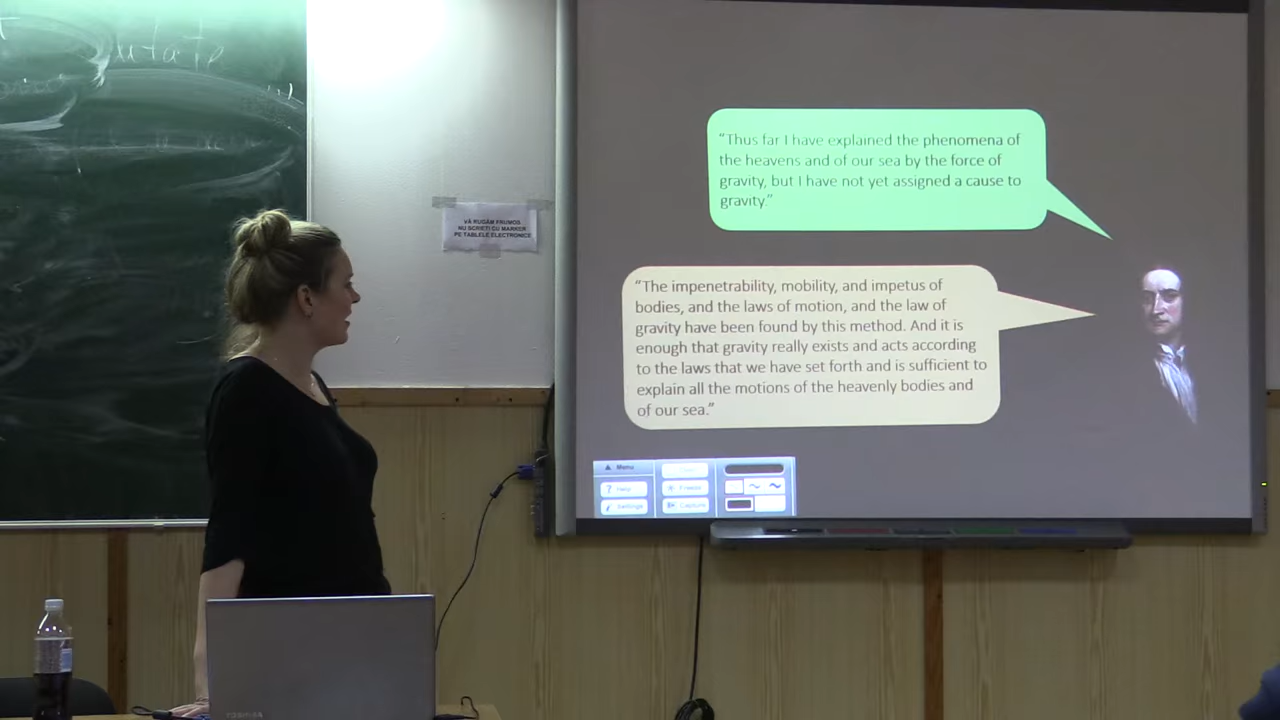 utate
VĂ RUGĂM FRUMOS
NU SCRIEȚI CU MARKER
PE TABLELE ELECTRONICE
“Thus far I have explained the phenomena of
the heavens and of our sea by the force of
gravity, but I have not yet assigned a cause to
gravity.”
“The impenetrability, mobility, and impetus of
bodies, and the laws of motion, and the law of
gravity have been found by this method. And it is
enough that gravity really exists and acts according
to the laws that we have set forth and is sufficient to
explain all the motions of the heavenly bodies and
of our sea.”
Menu
? Help
Freeze
Settings
Capture
TOSHIBA